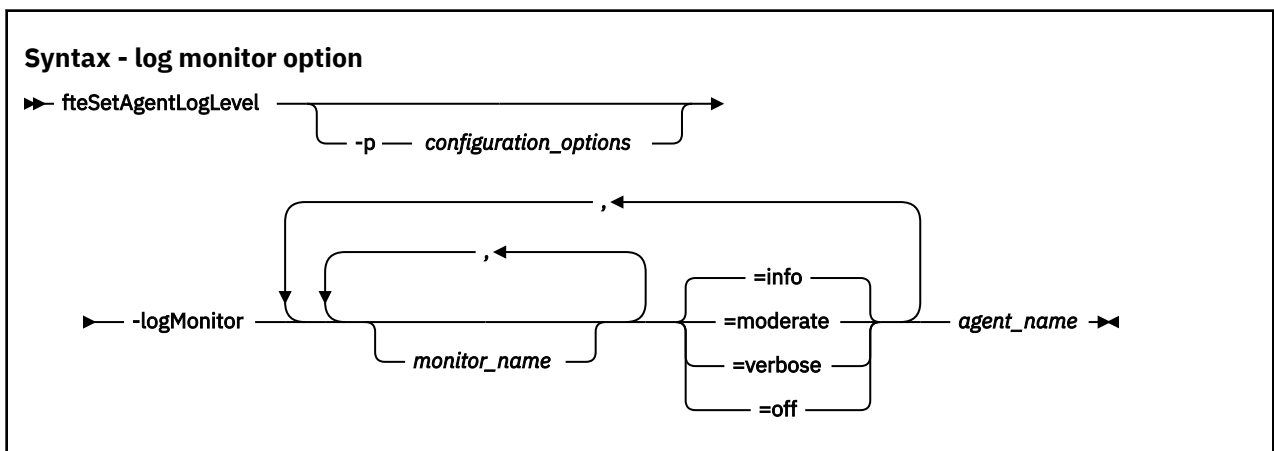 Syntax - log monitor option
fteSetAgentLogLevel
-p configuration_options
,
,
=info
-logMonitor =moderate agent_name
monitor_name =verbose
=off